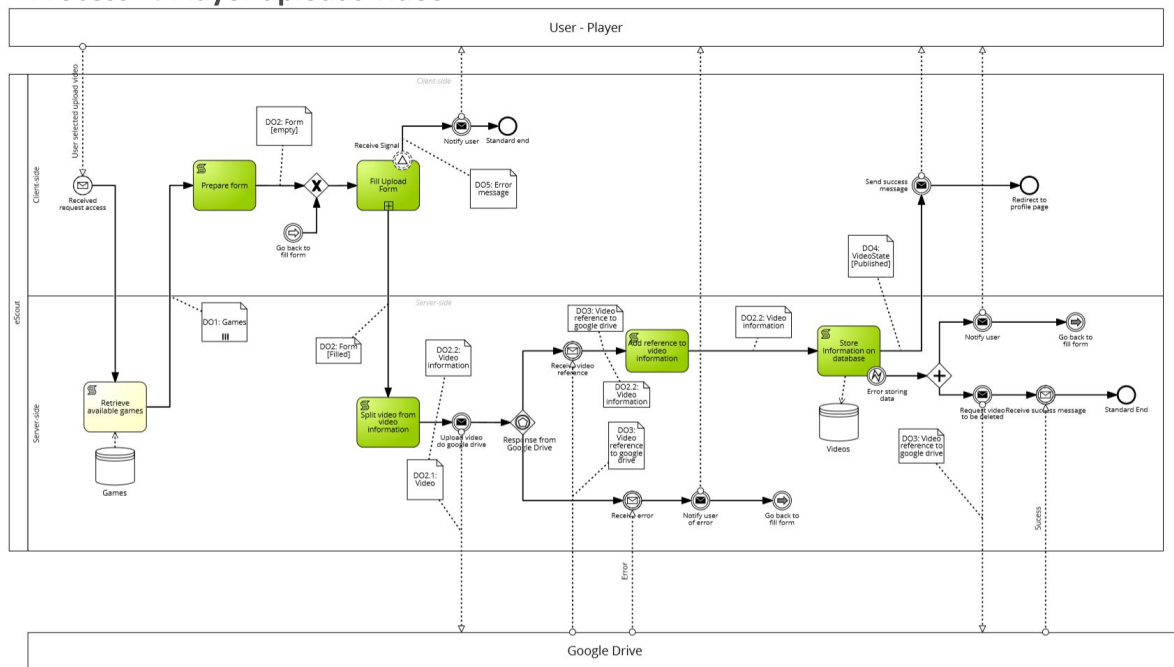 User - Player
Client-side
User selected upload video
DO2: Form
[empty]
Receive Signal
Notify user
Standard end
Prepare form
Fill Upload
Form
DO5: Error
message
Send success
message
Redirect to
profile page
Client-side
Received
request access
Go back to
fill form
DO4:
VideoState
[Published]
eScout
Server-side
DO1: Games
DO2: Form
[Filled]
DO2.2:
Video
information
DO3: Video
reference to
google drive
DO2.2: Video
information
Add reference to
video
information
Store
Information on
database
Notify user
Go back to
fill form
Receive video
reference
DO2.2:
Video
information
Error storing
data
Retrieve
available games
Server-side
Split video from
video
information
Upload video
do google drive
Response from
Google Drive
DO3:
Video
reference
to google
drive
Videos
Request video
to be deleted
Receive success message
Standard End
DO3: Video
reference to
google drive
DO2.1:
Video
Games
Receive error
Notify user
of error
Go back to
fill form
Error
Sucess
Google Drive